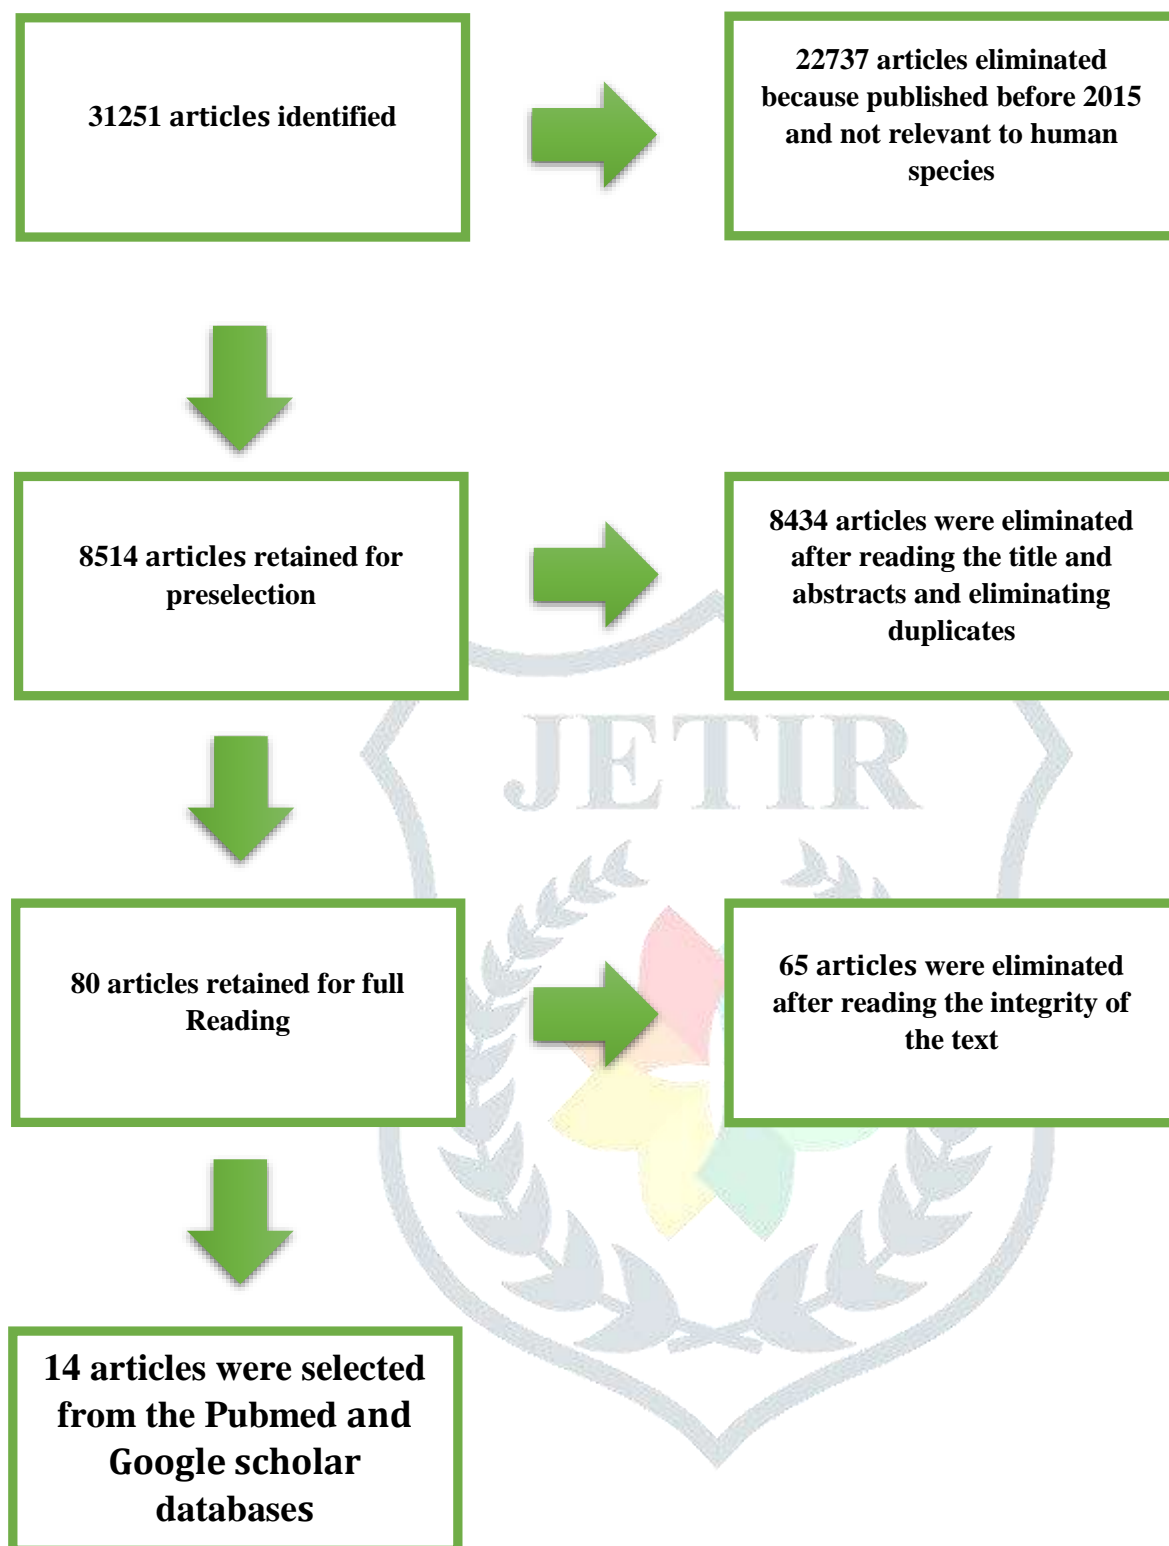 31251 articles identified
22737 articles eliminated
because published before 2015
and not relevant to human
species
8514 articles retained for
preselection
8434 articles were eliminated
after reading the title and
abstracts and eliminating
duplicates
JETIR
80 articles retained for full
Reading
65 articles were eliminated
after reading the integrity of
the text
14 articles were selected
from the Pubmed and
Google scholar
databases